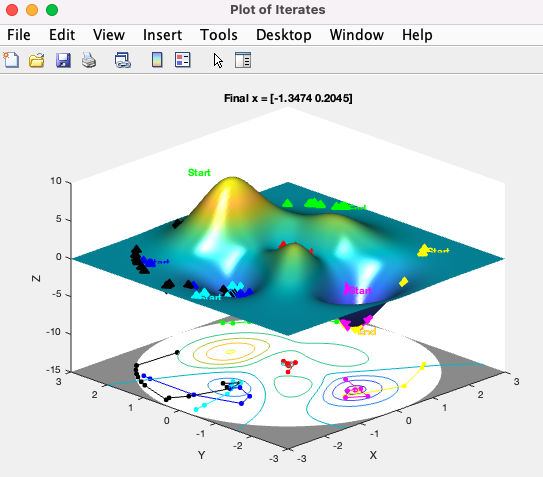 Plot of Iterates
File Edit View Insert Tools Desktop Window Help
Final x = [-1.3474 0.2045]
Start
10
5
0
-5
-10
-15
Z
Start
Start
End
3
2
1
0
-1
-2
-3
Y
-3
-2
-1
0
1
2
3
X